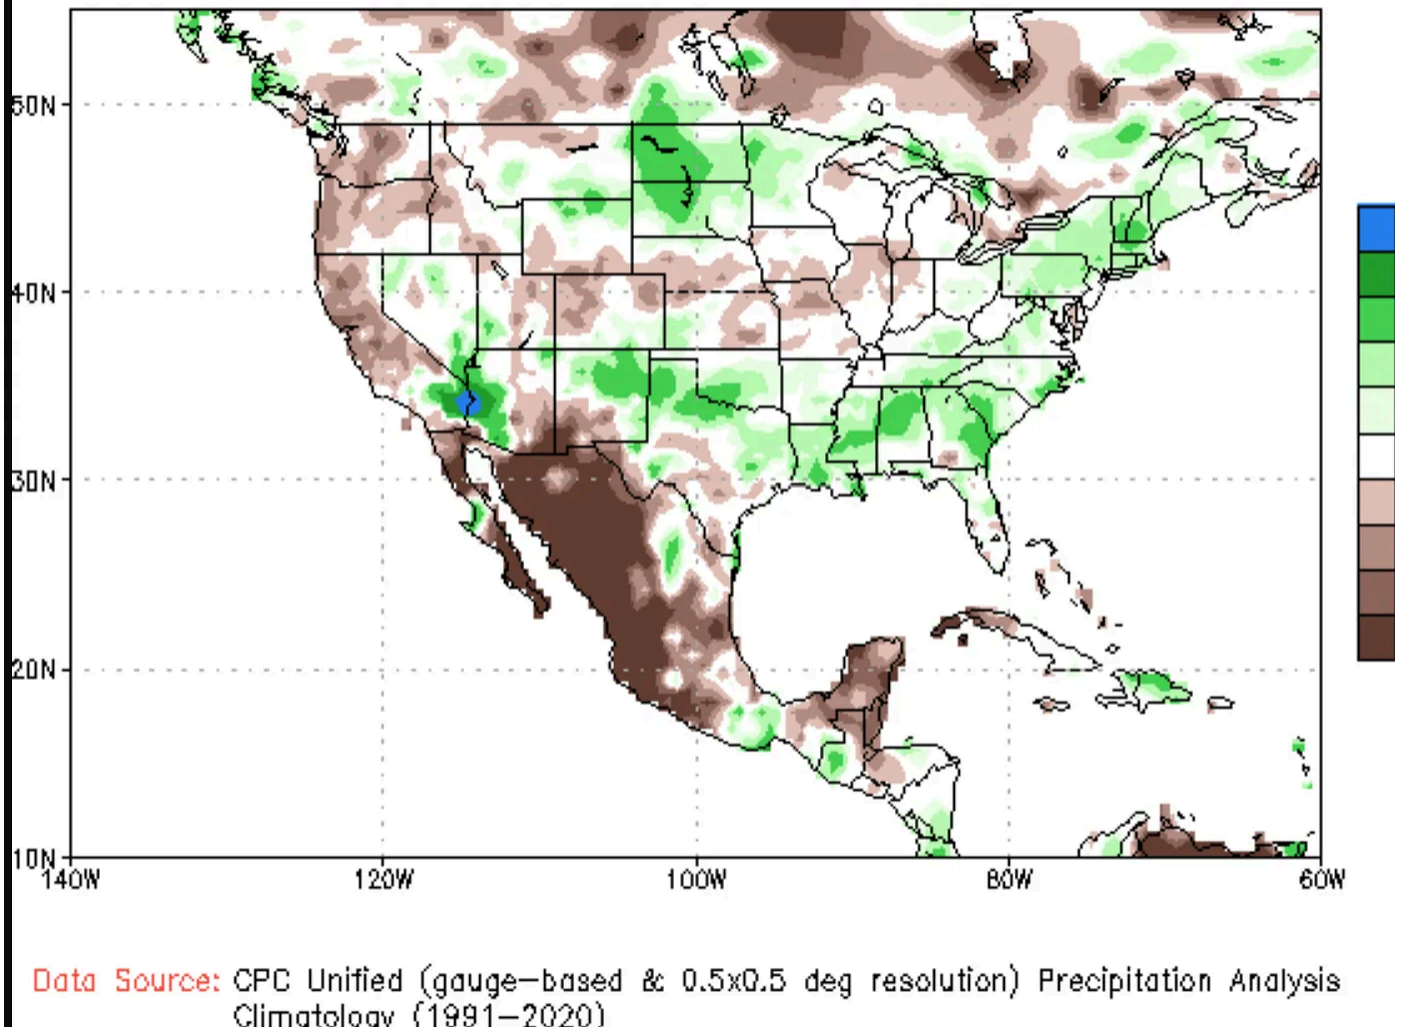 50N
40N
30N
20N
10N
140W 120W 100W 80W 60W
Data Source: CPC Unified (gauge-based & 0.5x0.5 deg resolution) Precipitation Analysis
Climatology (1991-2020)